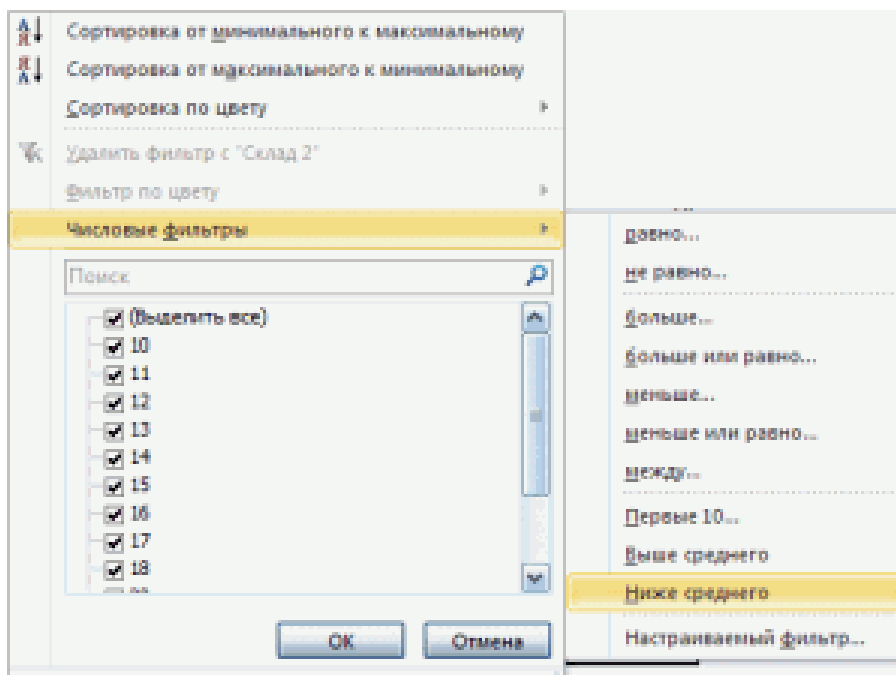 Сортировка от минимального к максимальному
Сортировка от максимального к минимальному
Сортировка по цвету
Удалить фильтр с "Склад 2"
Фильтр по цвету
Числовые фильтры
Поиск
(Выделить все)
10
11
12
13
14
15
16
17
18
ОК
Отмена
равно...
не равно...
больше...
больше или равно...
меньше...
меньше или равно...
между...
Первые 10...
Выше среднего
Ниже среднего
Настраиваемый фильтр...